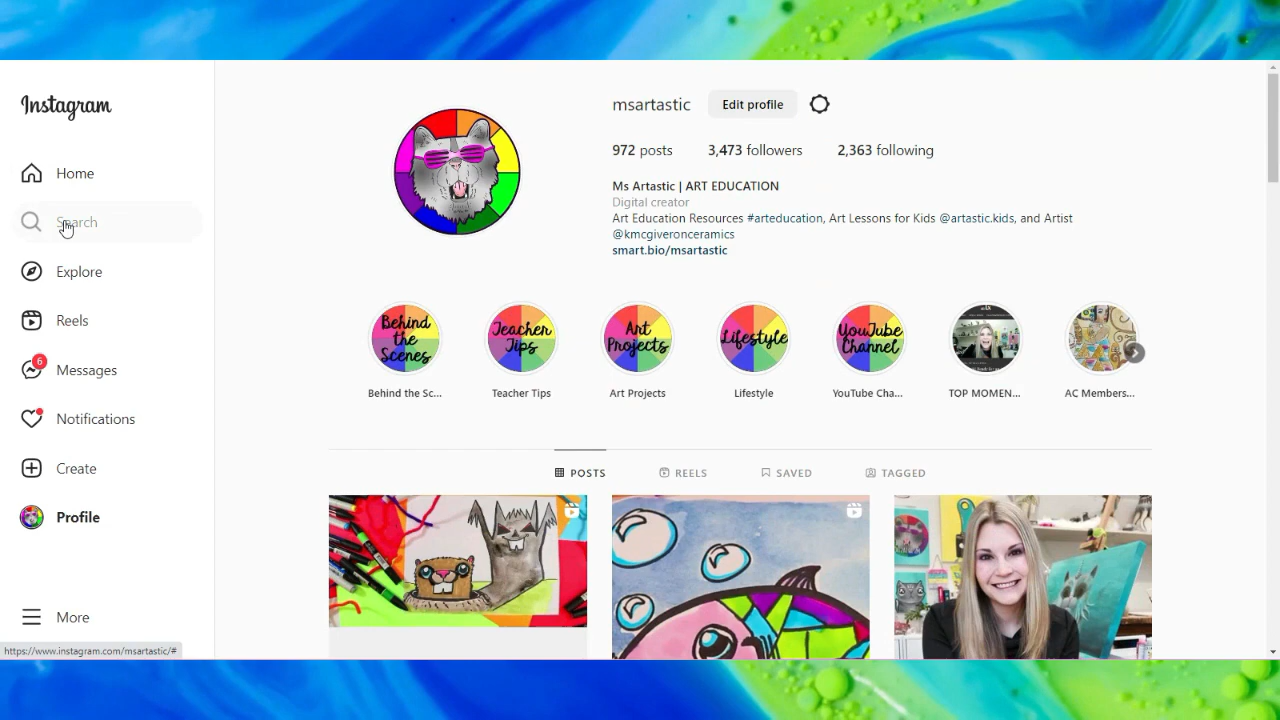 Instagram
Home
Search
Explore
Reels
6
Messages
Notifications
Create
Profile
More
https://www.instagram.com/msartastic/#
msartastic Edit profile
972 posts 3,473 followers 2,363 following
Ms Artastic | ART EDUCATION
Digital creator
Art Education Resources #arteducation, Art Lessons for Kids @artastic.kids, and Artist
@kmcgiveronceramics
smart.bio/msartastic
Behind
the
Scenes
Teacher
Tips
Art
Projects
Lifestyle
YouTube
Channel
Behind the Sc... Teacher Tips Art Projects Lifestyle YouTube Cha... TOP MOMEN... AC Members...
POSTS REELS SAVED TAGGED